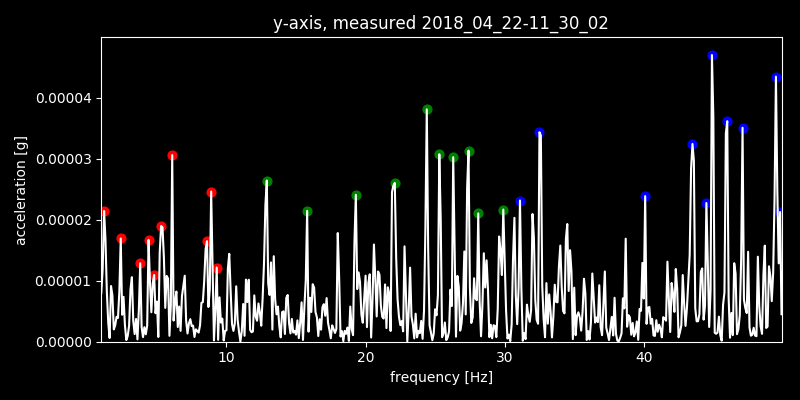 y-axis, measured 2018_04_22-11_30_02
acceleration [g]
0.00004
0.00003
0.00002
0.00001
0.00000
10 20 30 40
frequency [Hz]